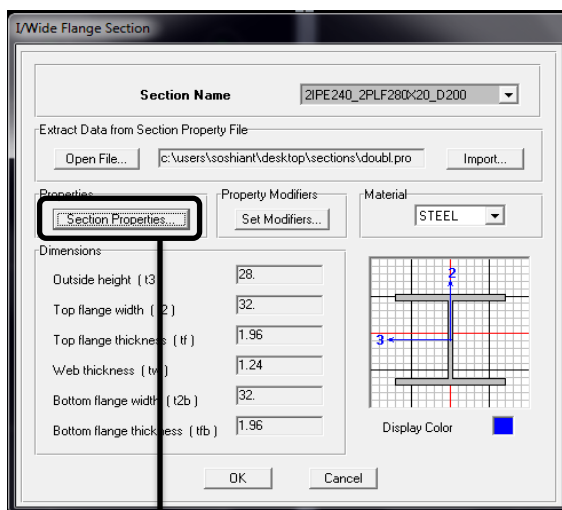 I/Wide Flange Section
Section Name 2IPE240_2PLF280X20_D200
Extract Data from Section Property File
Open File... c:\users\soshiant\desktop\sections\doubl.pro Import...
Properties Property Modifiers Material
Section Properties... Set Modifiers... STEEL
Dimensions
Outside height ( t3 28.
Top flange width ( 2 ) 32.
Top flange thickness ( tf ) 1.96
Web thickness ( tw 1.24
Bottom flange width ( t2b ) 32.
Bottom flange thickness ( tfb ) 1.96
2
3
Display Color
OK Cancel